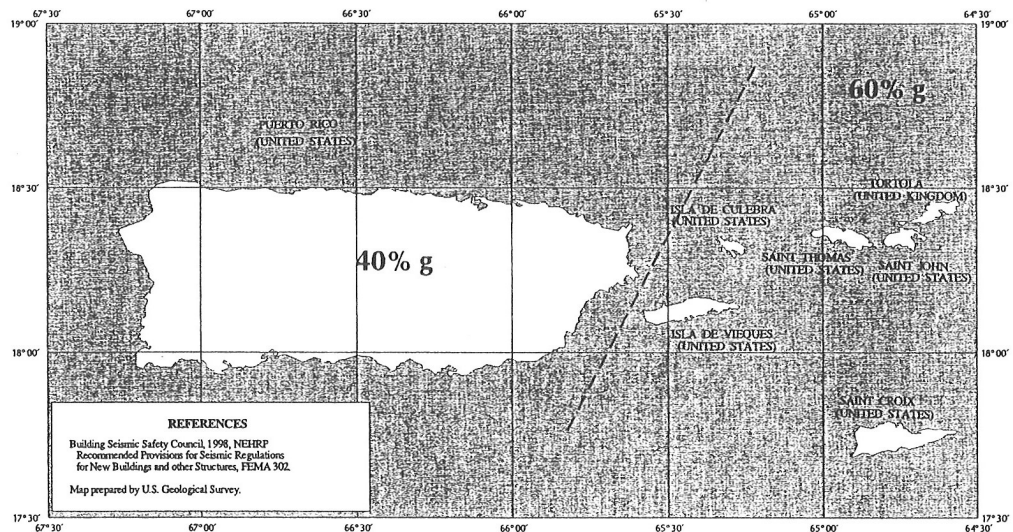 67° 30′ 67° 00′ 66° 30′ 66° 00′ 65° 30′ 65° 00′ 64° 30′
19° 00′ 19° 00′
60% g
PUERTO RICO
(UNITED STATES)
18° 30′ 18° 30′
TORTOLA
(UNITED KINGDOM)
ISLA DE CULEBRA
(UNITED STATES)
40% g
SAINT THOMAS
(UNITED STATES)
SAINT JOHN
(UNITED STATES)
18° 00′ 18° 00′
ISLA DE VIEQUES
(UNITED STATES)
SAINT CROIX
(UNITED STATES)
REFERENCES
Building Seismic Safety Council, 1998, NEHRP
Recommended Provisions for Seismic Regulations
for New Buildings and other Structures, FEMA 302.
Map prepared by U.S. Geological Survey.
17° 30′ 17° 30′
67° 30′ 67° 00′ 66° 30′ 66° 00′ 65° 30′ 65° 00′ 64° 30′